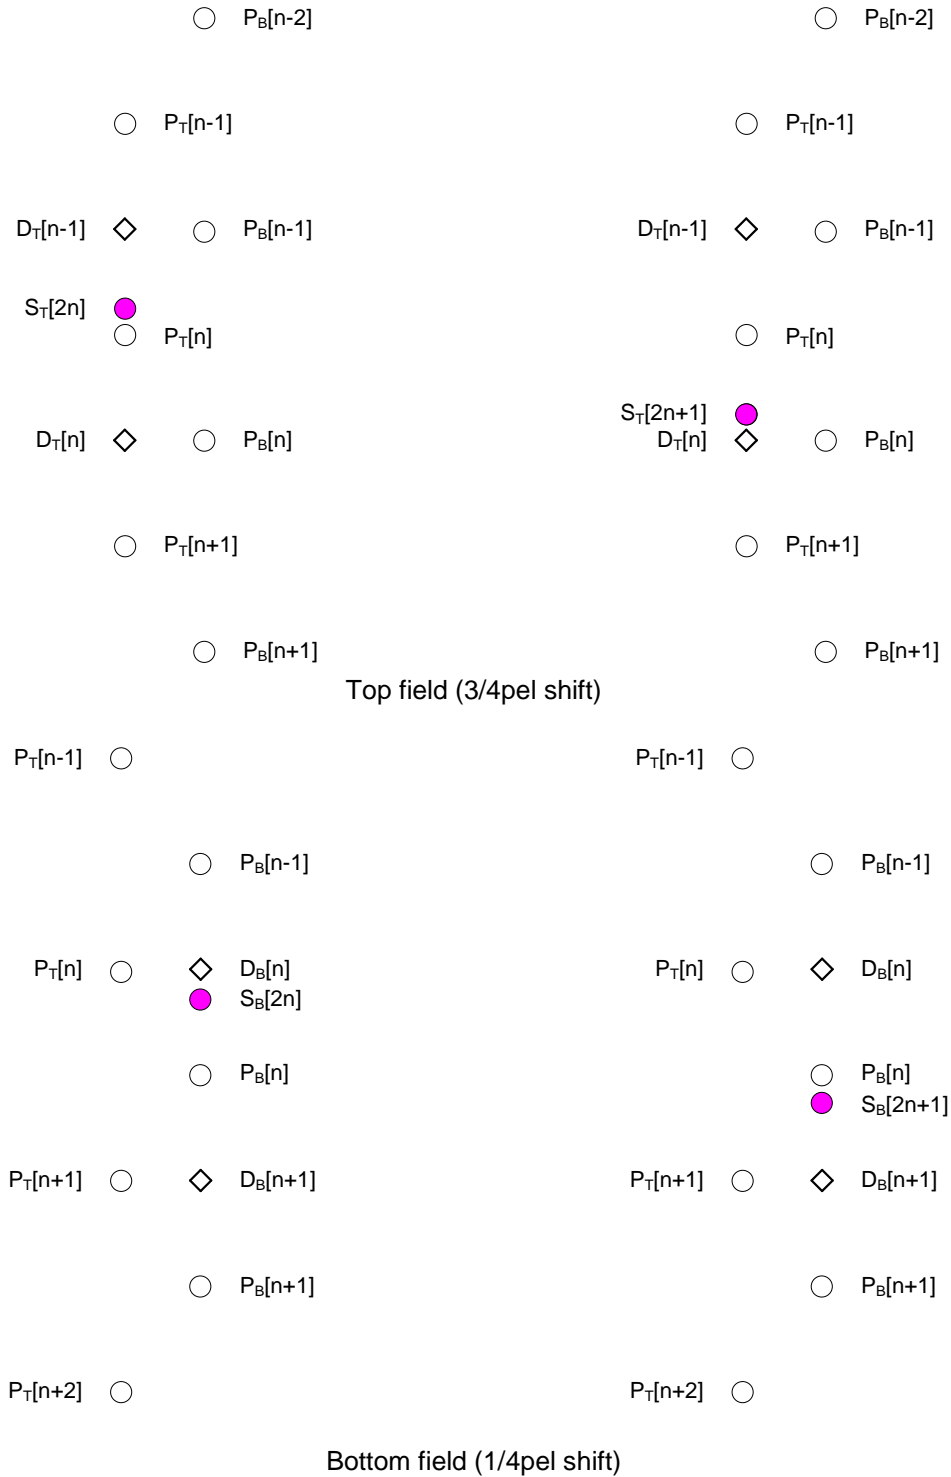 P_B[n-2] P_B[n-2]
P_T[n-1] P_T[n-1]
D_T[n-1] P_B[n-1] D_T[n-1] P_B[n-1]
S_T[2n]
P_T[n] P_T[n]
S_T[2n+1]
D_T[n] P_B[n] D_T[n] P_B[n]
P_T[n+1] P_T[n+1]
P_B[n+1] P_B[n+1]
Top field (3/4pel shift)
P_T[n-1] P_T[n-1]
P_B[n-1] P_B[n-1]
P_T[n] D_B[n] P_T[n] D_B[n]
S_B[2n]
P_B[n] P_B[n]
S_B[2n+1]
P_T[n+1] D_B[n+1] P_T[n+1] D_B[n+1]
P_B[n+1] P_B[n+1]
P_T[n+2] P_T[n+2]
Bottom field (1/4pel shift)